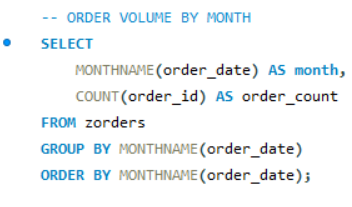 -- ORDER VOLUME BY MONTH
SELECT
MONTHNAME(order_date) AS month,
COUNT(order_id) AS order_count
FROM zorders
GROUP BY MONTHNAME(order_date)
ORDER BY MONTHNAME(order_date);